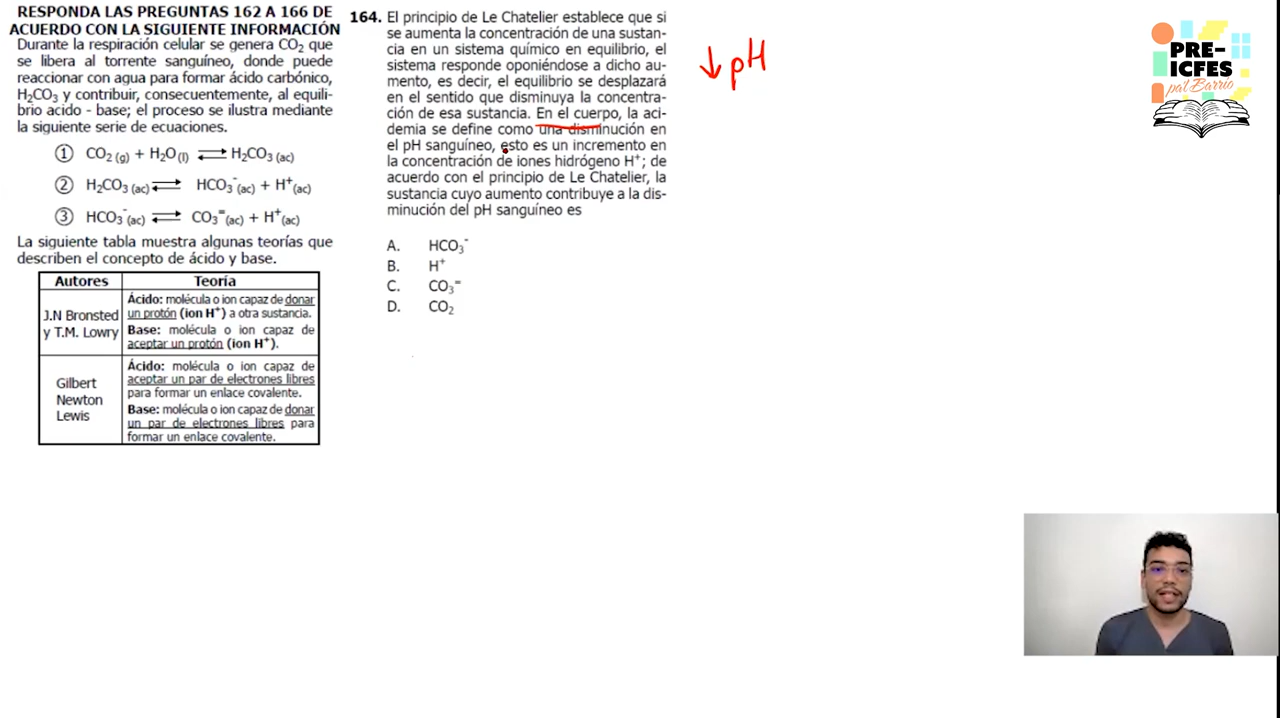 RESPONDA LAS PREGUNTAS 162 A 166 DE
ACUERDO CON LA SIGUIENTE INFORMACIÓN
Durante la respiración celular se genera CO₂ que
se libera al torrente sanguíneo, donde puede
reaccionar con agua para formar ácido carbónico,
H₂CO₃ y contribuir, consecuentemente, al equili-
brio acido - base; el proceso se ilustra mediante
la siguiente serie de ecuaciones.
① CO₂ (g) + H₂O (l) ⇌ H₂CO₃ (ac)
② H₂CO₃ (ac) ⇌ HCO₃⁻(ac) + H⁺(ac)
③ HCO₃⁻(ac) ⇌ CO₃⁼(ac) + H⁺(ac)
La siguiente tabla muestra algunas teorías que
describen el concepto de ácido y base.
Autores Teoría
J.N Bronsted
y T.M. Lowry
Ácido: molécula o ion capaz de donar
un protón (ion H⁺) a otra sustancia.
Base: molécula o ion capaz de
aceptar un protón (ion H⁺).
Gilbert
Newton
Lewis
Ácido: molécula o ion capaz de
aceptar un par de electrones libres
para formar un enlace covalente.
Base: molécula o ion capaz de donar
un par de electrones libres para
formar un enlace covalente.
164. El principio de Le Chatelier establece que si
se aumenta la concentración de una sustan-
cia en un sistema químico en equilibrio, el
sistema responde oponiéndose a dicho au-
mento, es decir, el equilibrio se desplazará
en el sentido que disminuya la concentra-
ción de esa sustancia. En el cuerpo, la aci-
demia se define como una disminución en
el pH sanguíneo, esto es un incremento en
la concentración de iones hidrógeno H⁺; de
acuerdo con el principio de Le Chatelier, la
sustancia cuyo aumento contribuye a la dis-
minución del pH sanguíneo es
A. HCO₃⁻
B. H⁺
C. CO₃⁼
D. CO₂
↓ pH
PRE-
ICFES
pa'l Barrio